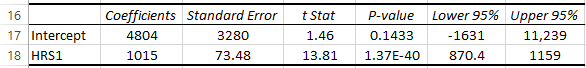 16 Coefficients Standard Error t Stat P-value Lower 95% Upper 95%
17 Intercept 4804 3280 1.46 0.1433 -1631 11,239
18 HRS1 1015 73.48 13.81 1.37E-40 870.4 1159